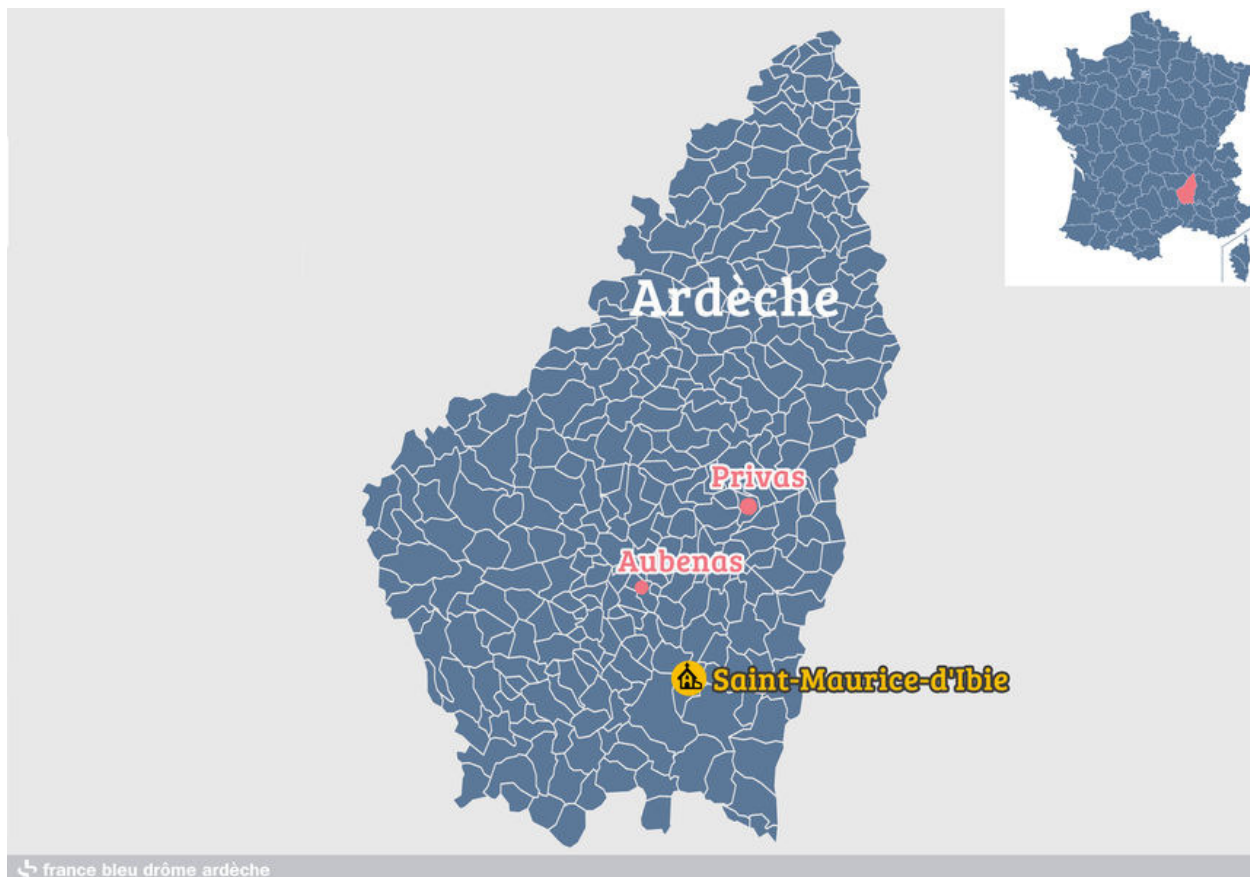 Ardèche
Privas
Aubenas
Saint-Maurice-d'Ibie
france bleu drôme ardèche